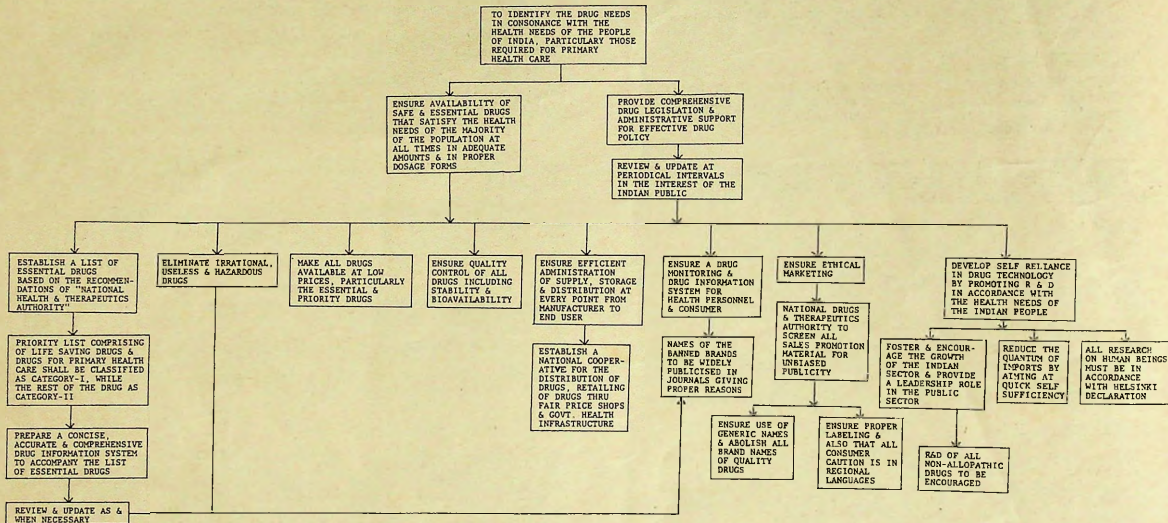 TO IDENTIFY THE DRUG NEEDS
IN CONSONANCE WITH THE
HEALTH NEEDS OF THE PEOPLE
OF INDIA, PARTICULARY THOSE
REQUIRED FOR PRIMARY
HEALTH CARE
ENSURE AVAILABILITY OF
SAFE & ESSENTIAL DRUGS
THAT SATISFY THE HEALTH
NEEDS OF THE MAJORITY
OF THE POPULATION AT
ALL TIMES IN ADEQUATE
AMOUNTS & IN PROPER
DOSAGE FORMS
PROVIDE COMPREHENSIVE
DRUG LEGISLATION &
ADMINISTRATIVE SUPPORT
FOR EFFECTIVE DRUG
POLICY
REVIEW & UPDATE AT
PERIODICAL INTERVALS
IN THE INTEREST OF THE
INDIAN PUBLIC
ESTABLISH A LIST OF
ESSENTIAL DRUGS
BASED ON THE RECOMMEN-
DATIONS OF "NATIONAL
HEALTH & THERAPEUTICS
AUTHORITY"
PRIORITY LIST COMPRISING
OF LIFE SAVING DRUGS &
DRUGS FOR PRIMARY HEALTH
CARE SHALL BE CLASSIFIED
AS CATEGORY-I, WHILE
THE REST OF THE DRUG AS
CATEGORY-II
PREPARE A CONCISE,
ACCURATE & COMPREHENSIVE
DRUG INFORMATION SYSTEM
TO ACCOMPANY THE LIST
OF ESSENTIAL DRUGS
REVIEW & UPDATE AS &
WHEN NECESSARY
ELIMINATE IRRATIONAL,
USELESS & HAZARDOUS
DRUGS
MAKE ALL DRUGS
AVAILABLE AT LOW
PRICES, PARTICULARLY
THE ESSENTIAL &
PRIORITY DRUGS
ENSURE QUALITY
CONTROL OF ALL
DRUGS INCLUDING
STABILITY &
BIOAVAILABILITY
ENSURE EFFICIENT
ADMINISTRATION
OF SUPPLY, STORAGE
& DISTRIBUTION AT
EVERY POINT FROM
MANUFACTURER TO
END USER
ESTABLISH A
NATIONAL COOPER-
ATIVE FOR THE
DISTRIBUTION OF
DRUGS, RETAILING
OF DRUGS THRU
FAIR PRICE SHOPS
& GOVT. HEALTH
INFRASTRUCTURE
ENSURE A DRUG
MONITORING &
DRUG INFORMATION
SYSTEM FOR
HEALTH PERSONNEL
& CONSUMER
NAMES OF THE
BANNED BRANDS
TO BE WIDELY
PUBLICISED IN
JOURNALS GIVING
PROPER REASONS
ENSURE ETHICAL
MARKETING
NATIONAL DRUGS
& THERAPEUTICS
AUTHORITY TO
SCREEN ALL
SALES PROMOTION
MATERIAL FOR
UNBIASED
PUBLICITY
ENSURE USE OF
GENERIC NAMES
& ABOLISH ALL
BRAND NAMES
OF QUALITY
DRUGS
ENSURE PROPER
LABELING &
ALSO THAT ALL
CONSUMER
CAUTION IS IN
REGIONAL
LANGUAGES
DEVELOP SELF RELIANCE
IN DRUG TECHNOLOGY
BY PROMOTING R & D
IN ACCORDANCE WITH
THE HEALTH NEEDS OF
THE INDIAN PEOPLE
FOSTER & ENCOUR-
AGE THE GROWTH
OF THE INDIAN
SECTOR & PROVIDE
A LEADERSHIP ROLE
IN THE PUBLIC
SECTOR
R&D OF ALL
NON-ALLOPATHIC
DRUGS TO BE
ENCOURAGED
REDUCE THE
QUANTUM OF
IMPORTS BY
AIMING AT
QUICK SELF
SUFFICIENCY
ALL RESEARCH
ON HUMAN BEINGS
MUST BE IN
ACCORDANCE
WITH HELSINKI
DECLARATION